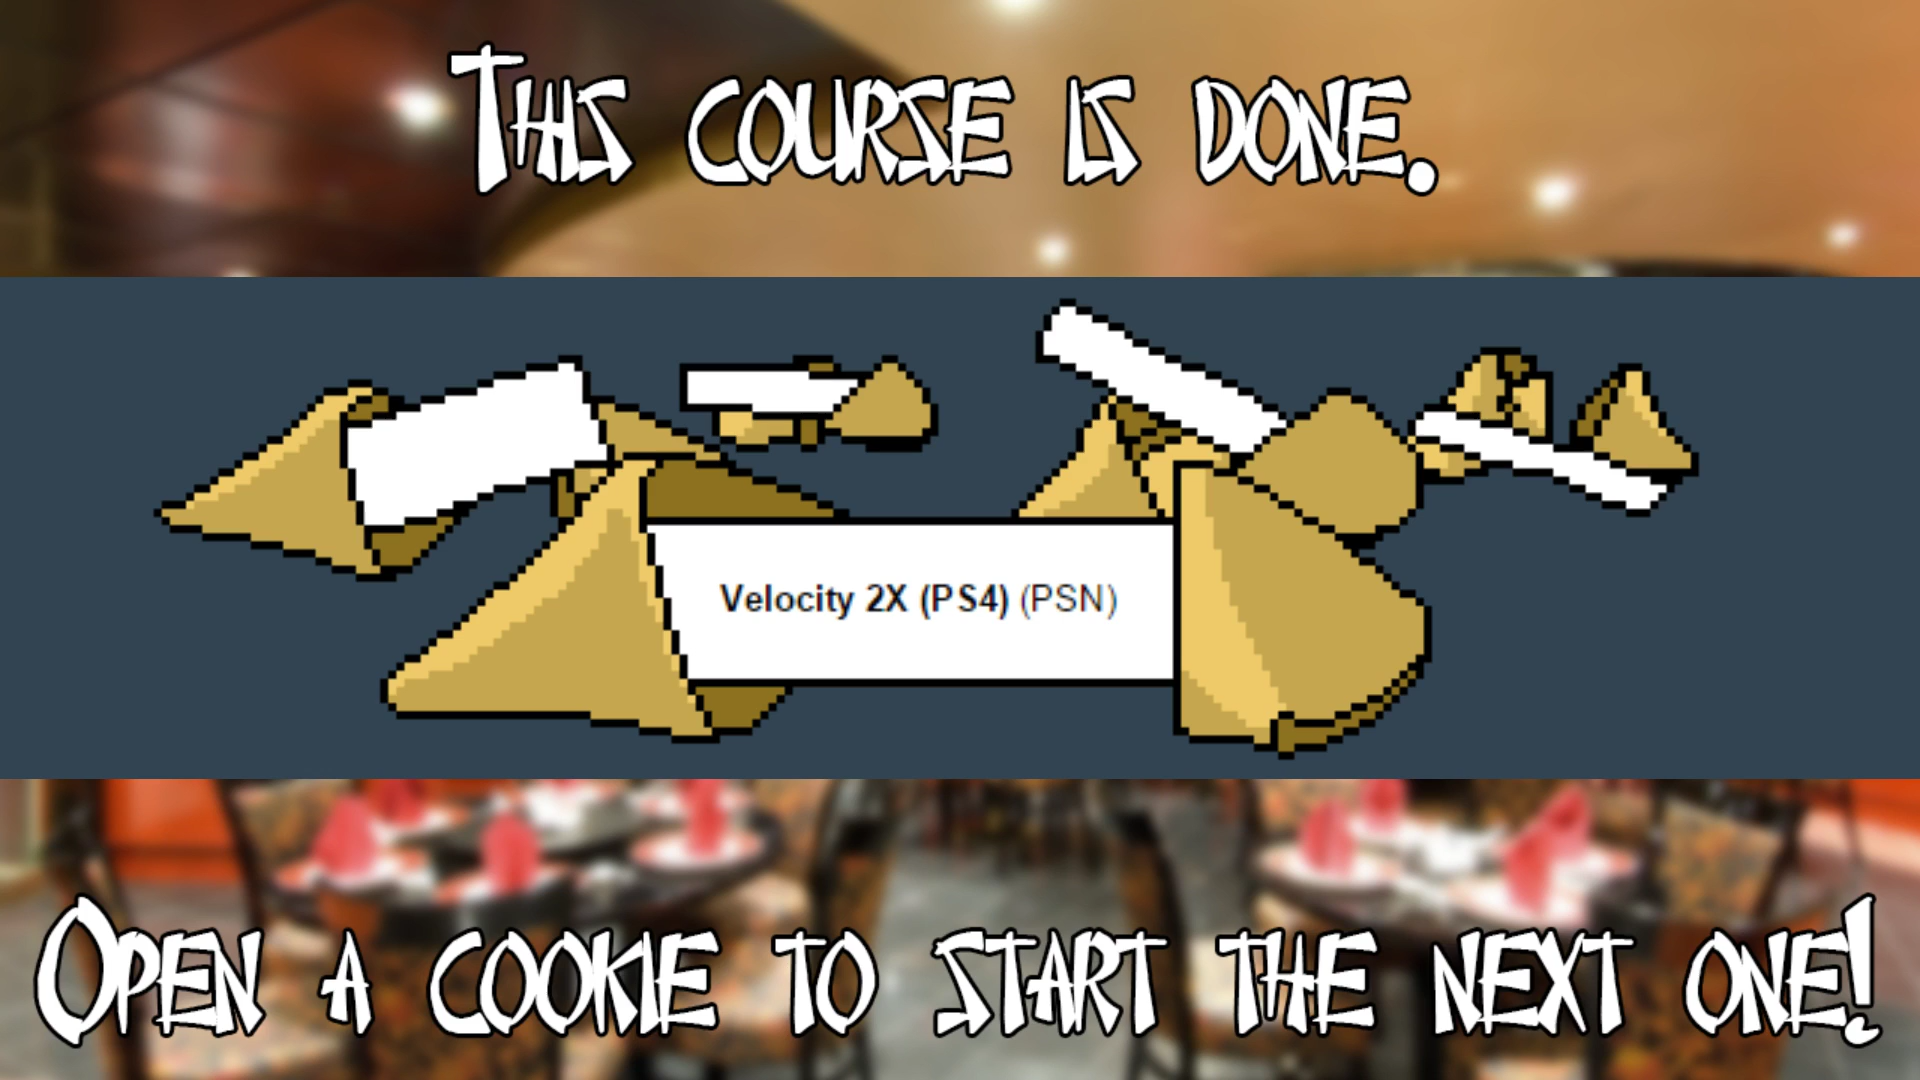 This course is done.
Velocity 2X (PS4) (PSN)
Open a cookie to start the next one!